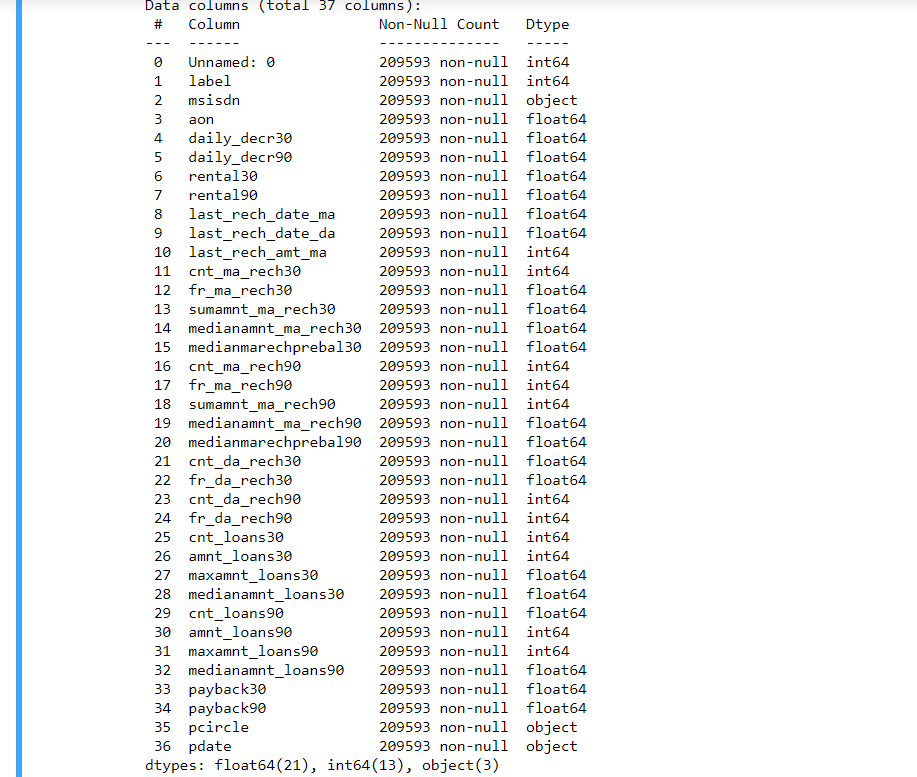 Data columns (total 37 columns):
 #   Column                Non-Null Count   Dtype
---  ------                --------------   -----
 0   Unnamed: 0            209593 non-null  int64
 1   label                 209593 non-null  int64
 2   msisdn                209593 non-null  object
 3   aon                   209593 non-null  float64
 4   daily_decr30          209593 non-null  float64
 5   daily_decr90          209593 non-null  float64
 6   rental30              209593 non-null  float64
 7   rental90              209593 non-null  float64
 8   last_rech_date_ma     209593 non-null  float64
 9   last_rech_date_da     209593 non-null  float64
 10  last_rech_amt_ma      209593 non-null  int64
 11  cnt_ma_rech30         209593 non-null  int64
 12  fr_ma_rech30          209593 non-null  float64
 13  sumamnt_ma_rech30     209593 non-null  float64
 14  medianamnt_ma_rech30  209593 non-null  float64
 15  medianmarechprebal30  209593 non-null  float64
 16  cnt_ma_rech90         209593 non-null  int64
 17  fr_ma_rech90          209593 non-null  int64
 18  sumamnt_ma_rech90     209593 non-null  int64
 19  medianamnt_ma_rech90  209593 non-null  float64
 20  medianmarechprebal90  209593 non-null  float64
 21  cnt_da_rech30         209593 non-null  float64
 22  fr_da_rech30          209593 non-null  float64
 23  cnt_da_rech90         209593 non-null  int64
 24  fr_da_rech90          209593 non-null  int64
 25  cnt_loans30           209593 non-null  int64
 26  amnt_loans30          209593 non-null  int64
 27  maxamnt_loans30       209593 non-null  float64
 28  medianamnt_loans30    209593 non-null  float64
 29  cnt_loans90           209593 non-null  float64
 30  amnt_loans90          209593 non-null  int64
 31  maxamnt_loans90       209593 non-null  int64
 32  medianamnt_loans90    209593 non-null  float64
 33  payback30             209593 non-null  float64
 34  payback90             209593 non-null  float64
 35  pcircle               209593 non-null  object
 36  pdate                 209593 non-null  object
dtypes: float64(21), int64(13), object(3)